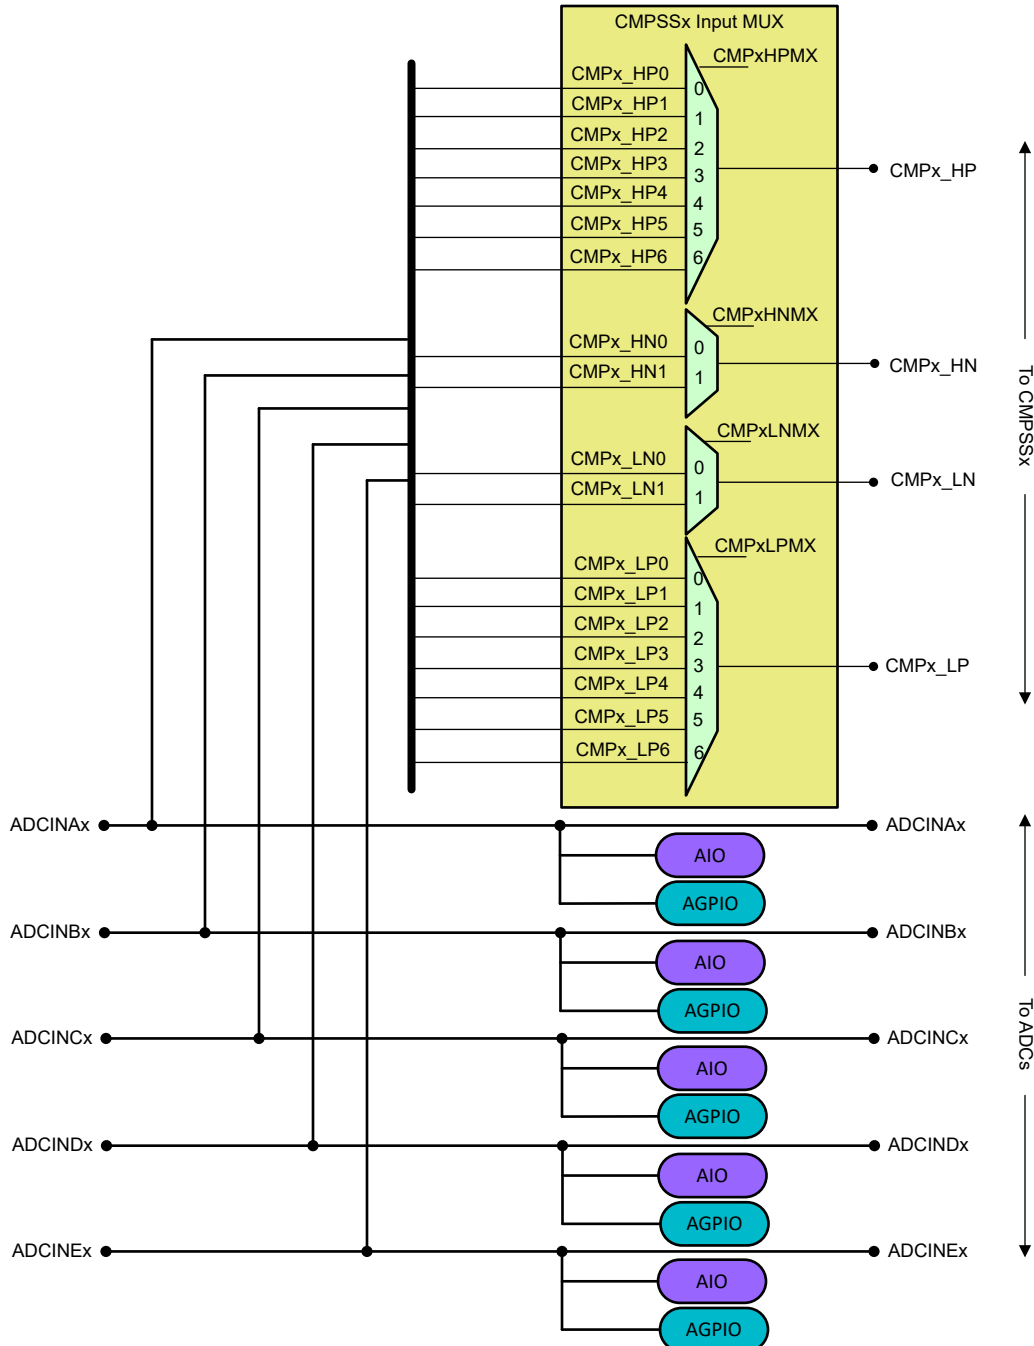 CMPSSx Input MUX
CMPxHPMX
CMPx_HP0
0
CMPx_HP1
1
CMPx_HP2
2
CMPx_HP3
3
CMPx_HP
CMPx_HP4
4
CMPx_HP5
5
CMPx_HP6
6
CMPxHNMX
CMPx_HN0
0
CMPx_HN1
1
CMPx_HN
To CMPSSx
CMPxLNMX
CMPx_LN0
0
CMPx_LN1
1
CMPx_LN
CMPxLPMX
CMPx_LP0
0
CMPx_LP1
1
CMPx_LP2
2
CMPx_LP3
3
CMPx_LP
CMPx_LP4
4
CMPx_LP5
5
CMPx_LP6
6
ADCINAx
ADCINAx
AIO
AGPIO
ADCINBx
ADCINBx
AIO
AGPIO
To ADCs
ADCINCx
ADCINCx
AIO
AGPIO
ADCINDx
ADCINDx
AIO
AGPIO
ADCINEx
ADCINEx
AIO
AGPIO